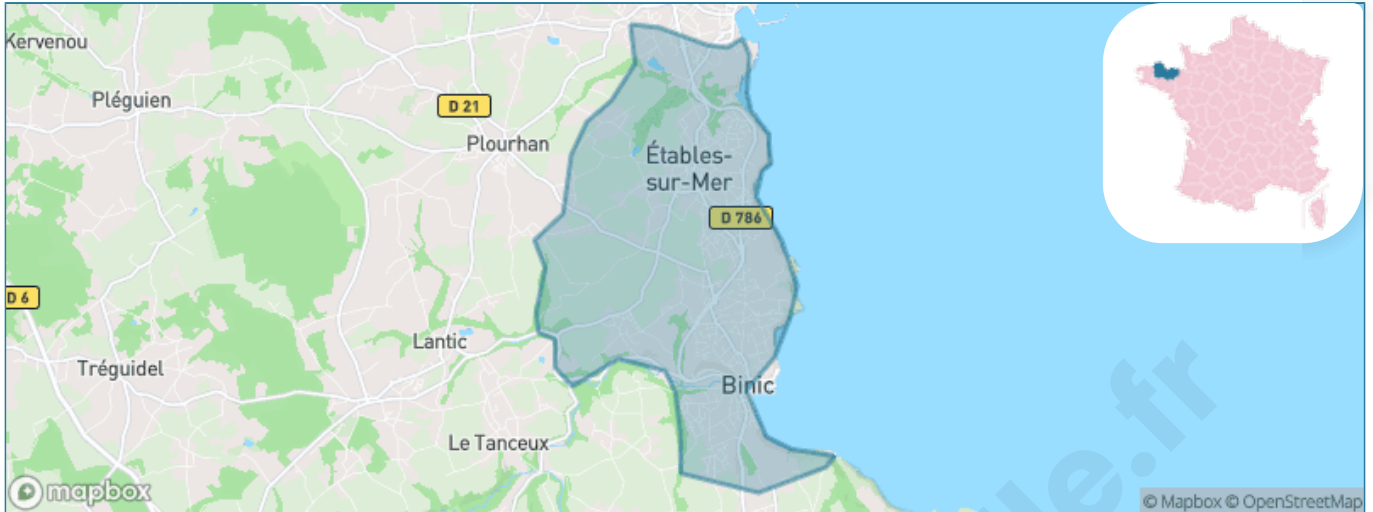 Kervenou
Pléguien
D 21
Plourhan
Étables-
sur-Mer
D 786
D 6
Lantic
Tréguidel
Binic
Le Tanceux
mapbox
© Mapbox © OpenStreetMap